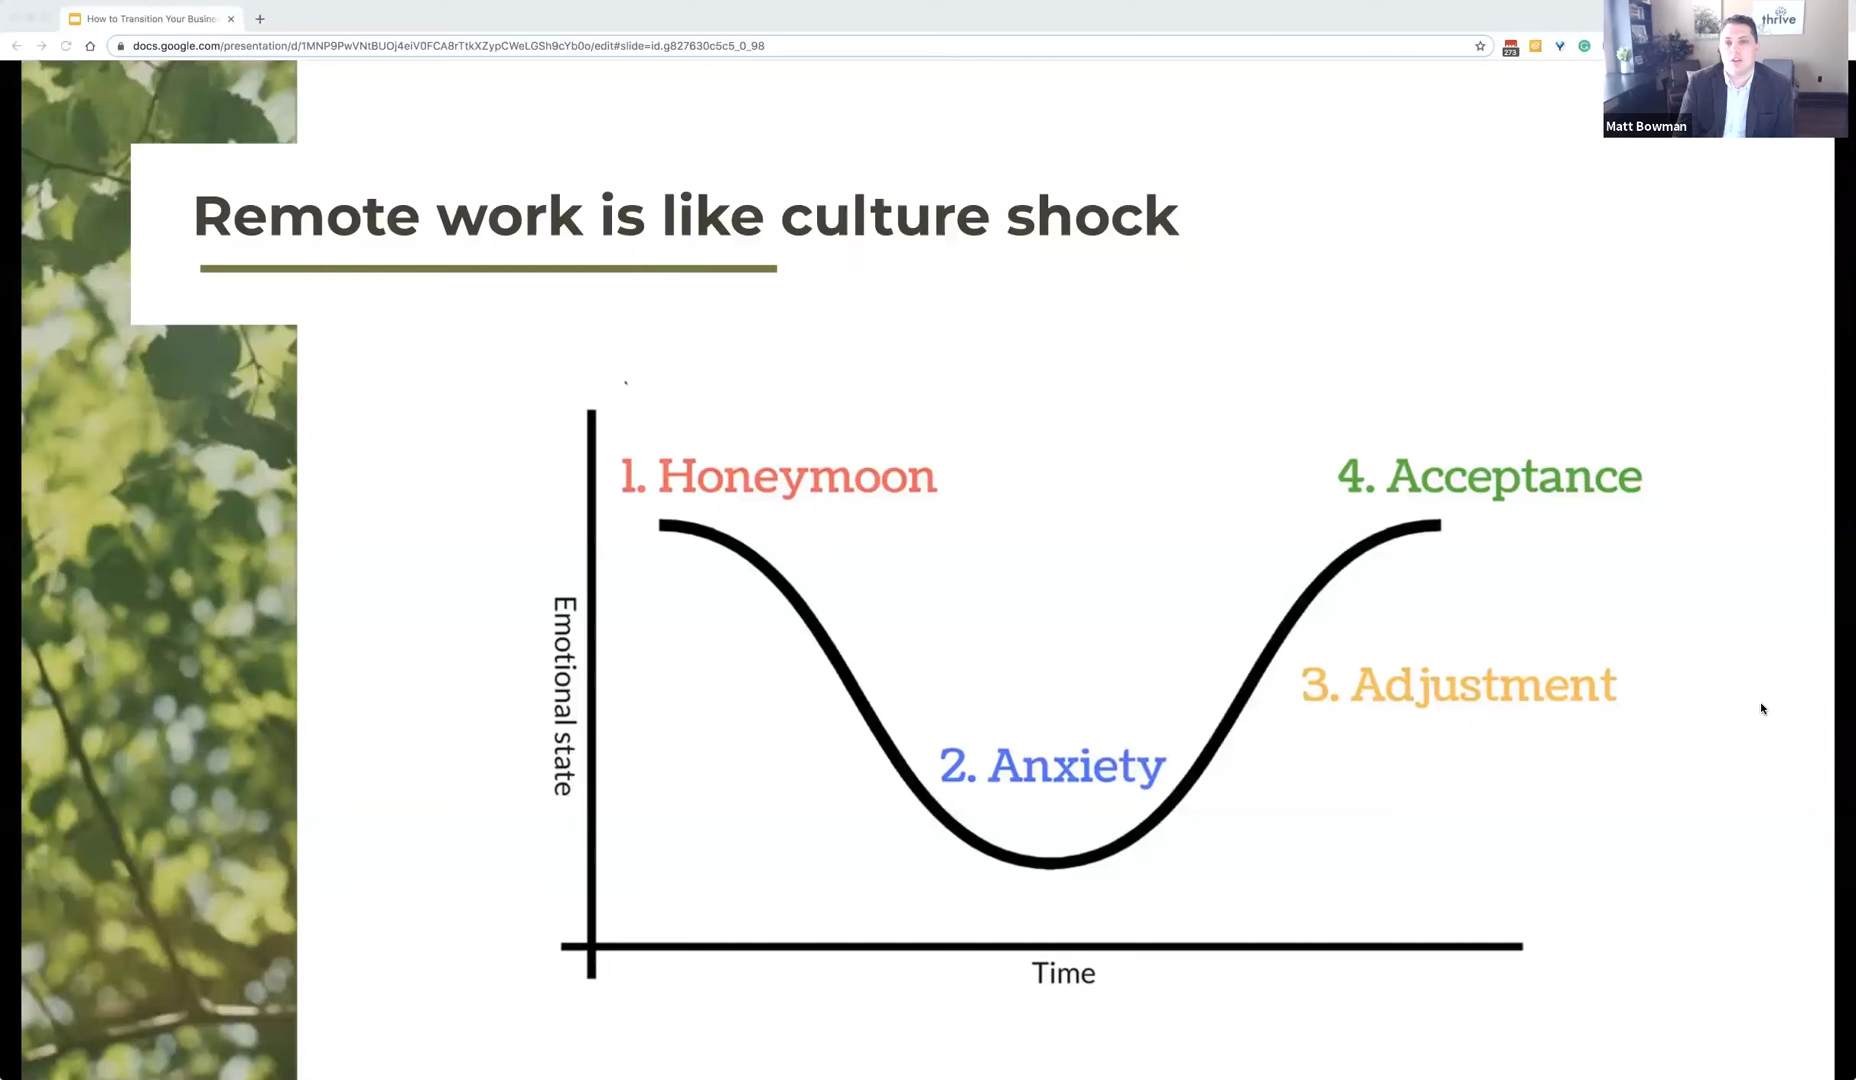 How to Transition Your Busine
docs.google.com/presentation/d/1MNP9PwVNtBUOj4eiV0FCA8rTtkXZypCWeLGSh9cYb0o/edit#slide=id.g827630c5c5_0_98
273
thrive
Matt Bowman
Remote work is like culture shock
1. Honeymoon
4. Acceptance
Emotional state
3. Adjustment
2. Anxiety
Time